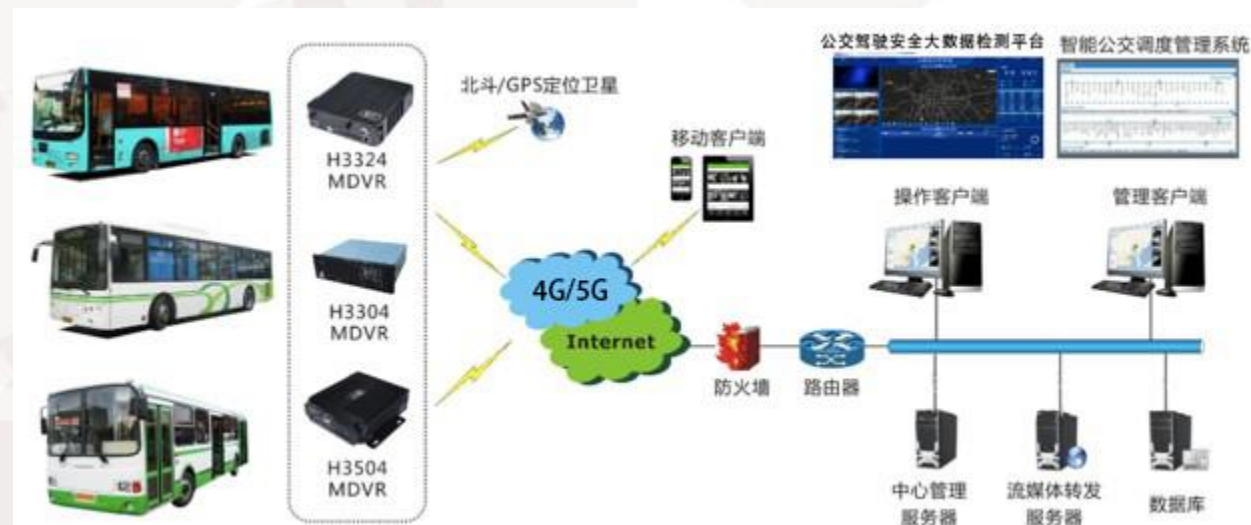 公交驾驶安全大数据检测平台
智能公交调度管理系统
北斗/GPS定位卫星
移动客户端
H3324
MDVR
操作客户端
管理客户端
4G/5G
H3304
MDVR
Internet
防火墙
路由器
H3504
MDVR
中心管理
服务器
流媒体转发
服务器
数据库